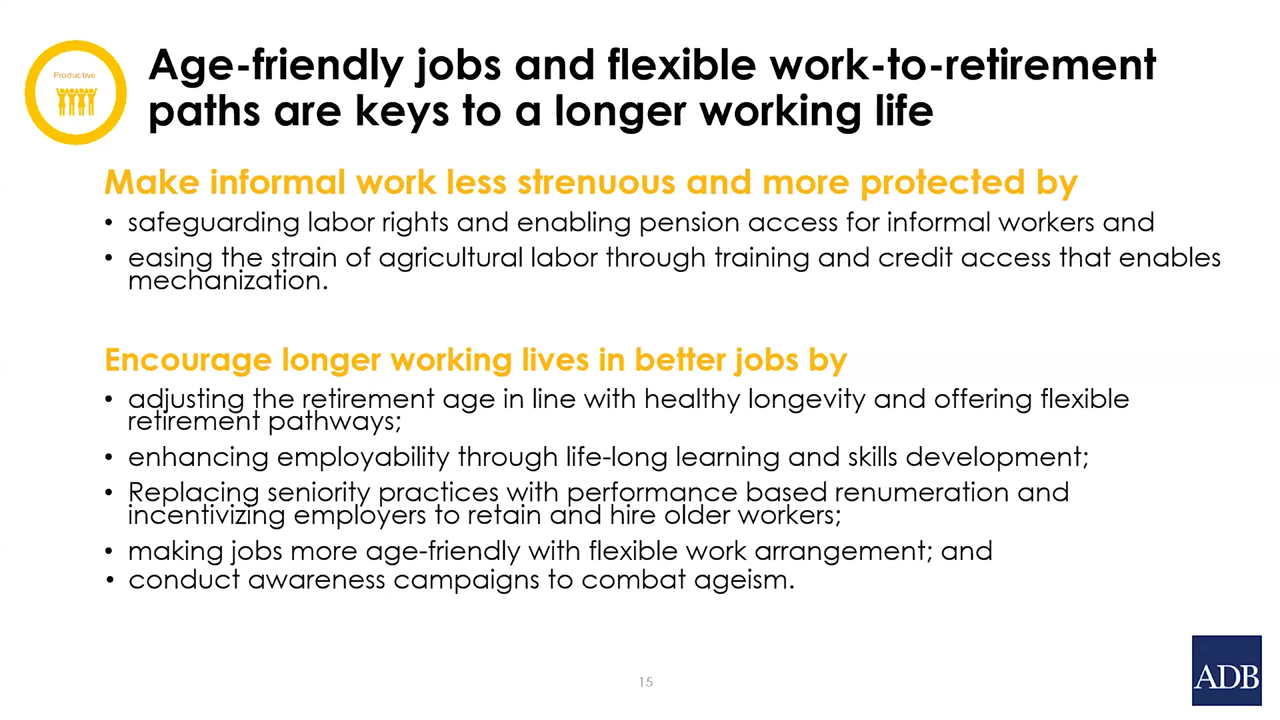 Productive
Age-friendly jobs and flexible work-to-retirement
paths are keys to a longer working life
Make informal work less strenuous and more protected by
• safeguarding labor rights and enabling pension access for informal workers and
• easing the strain of agricultural labor through training and credit access that enables
mechanization.
Encourage longer working lives in better jobs by
• adjusting the retirement age in line with healthy longevity and offering flexible
retirement pathways;
• enhancing employability through life-long learning and skills development;
• Replacing seniority practices with performance based renumeration and
incentivizing employers to retain and hire older workers;
• making jobs more age-friendly with flexible work arrangement; and
• conduct awareness campaigns to combat ageism.
15
ADB